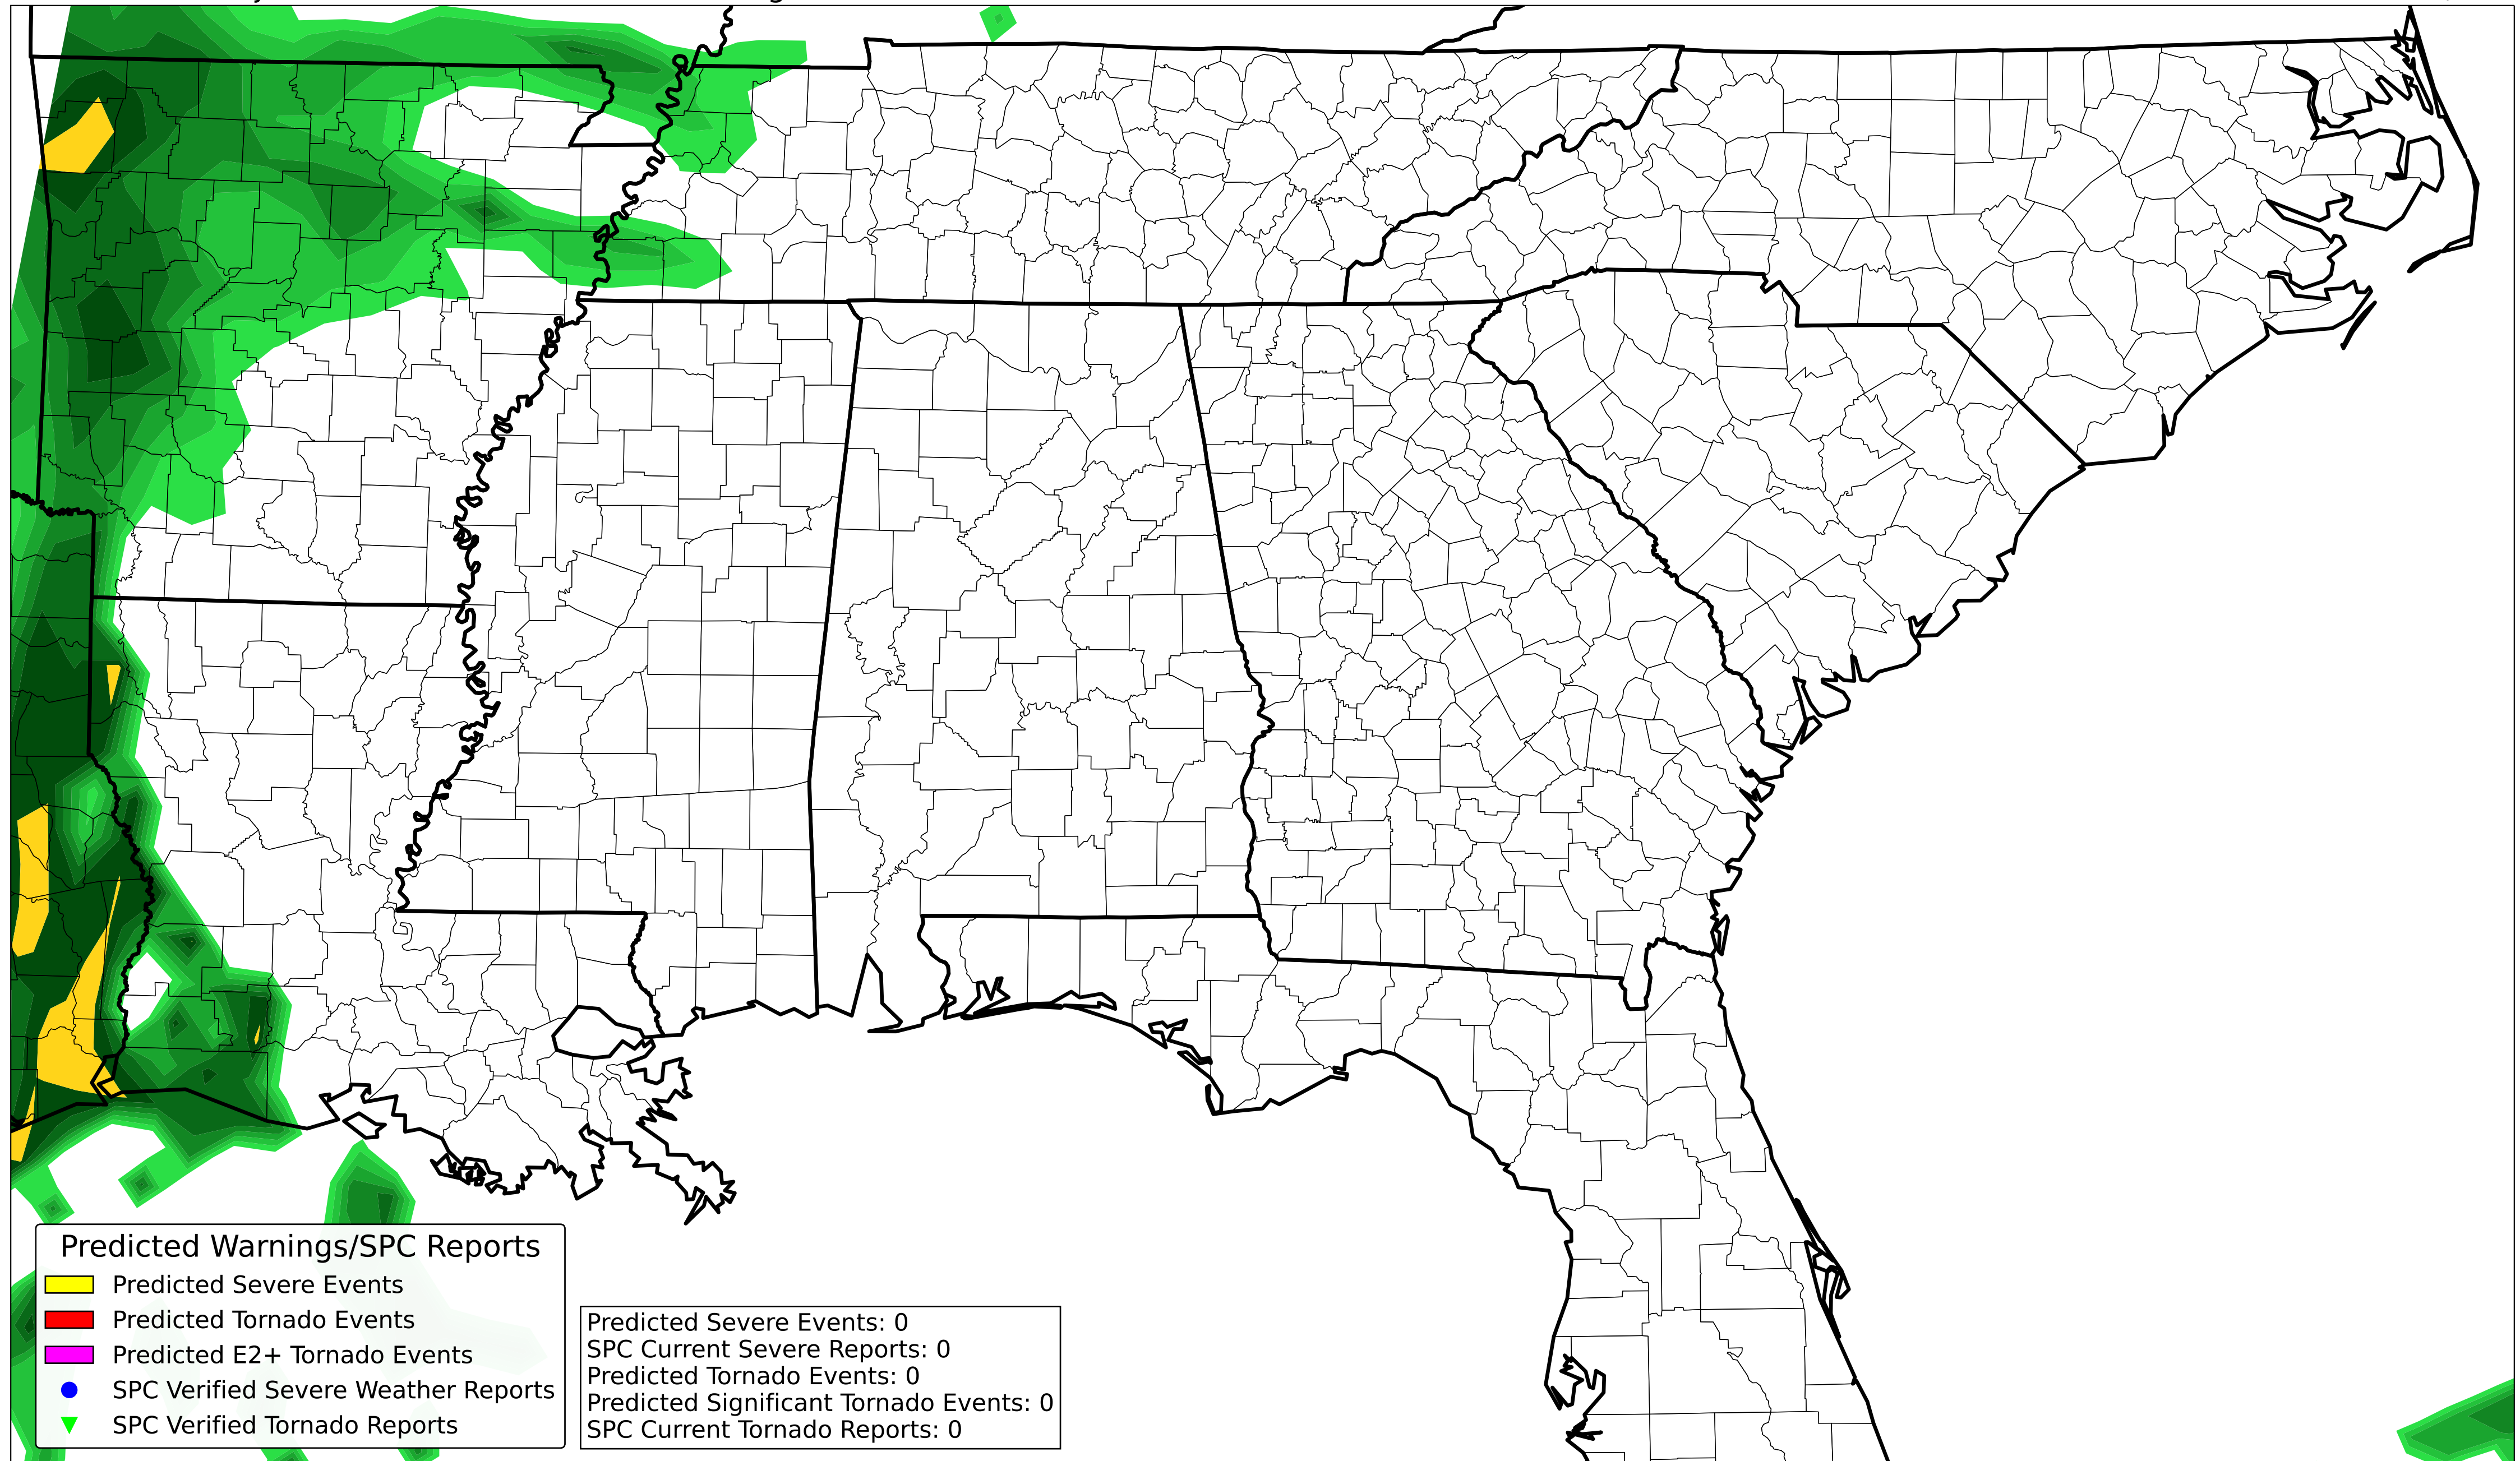 Predicted Warnings/SPC Reports
Predicted Severe Events
Predicted Tornado Events
Predicted E2+ Tornado Events
SPC Verified Severe Weather Reports
SPC Verified Tornado Reports
Predicted Severe Events: 0
SPC Current Severe Reports: 0
Predicted Tornado Events: 0
Predicted Significant Tornado Events: 0
SPC Current Tornado Reports: 0